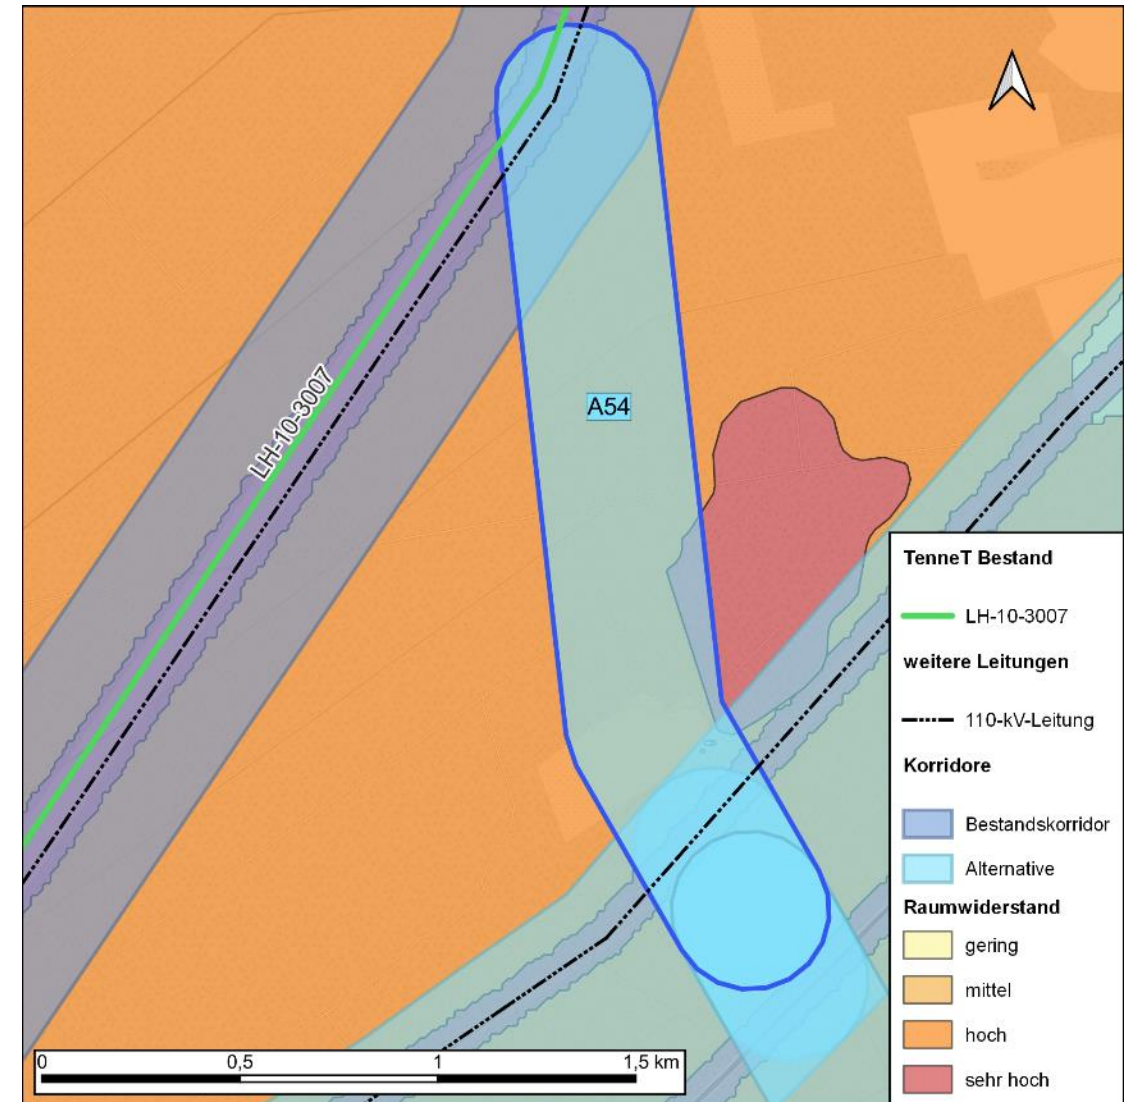 LH-10-3007
A54
TenneT Bestand
LH-10-3007
weitere Leitungen
110-kV-Leitung
Korridore
Bestandskorridor
Alternative
Raumwiderstand
gering
mittel
hoch
sehr hoch
0 0,5 1 1,5 km